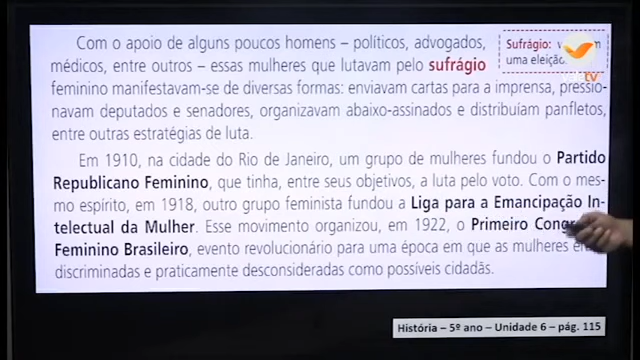 Com o apoio de alguns poucos homens – políticos, advogados,
médicos, entre outros – essas mulheres que lutavam pelo sufrágio
feminino manifestavam-se de diversas formas: enviavam cartas para a imprensa, pressio-
navam deputados e senadores, organizavam abaixo-assinados e distribuíam panfletos,
entre outras estratégias de luta.
Sufrágio:
uma eleição
tv
Em 1910, na cidade do Rio de Janeiro, um grupo de mulheres fundou o Partido
Republicano Feminino, que tinha, entre seus objetivos, a luta pelo voto. Com o mes-
mo espírito, em 1918, outro grupo feminista fundou a Liga para a Emancipação In-
telectual da Mulher. Esse movimento organizou, em 1922, o Primeiro
Feminino Brasileiro, evento revolucionário para uma época em que as mulheres
discriminadas e praticamente desconsideradas como possíveis cidadãs.
História – 5º ano – Unidade 6 – pág. 115